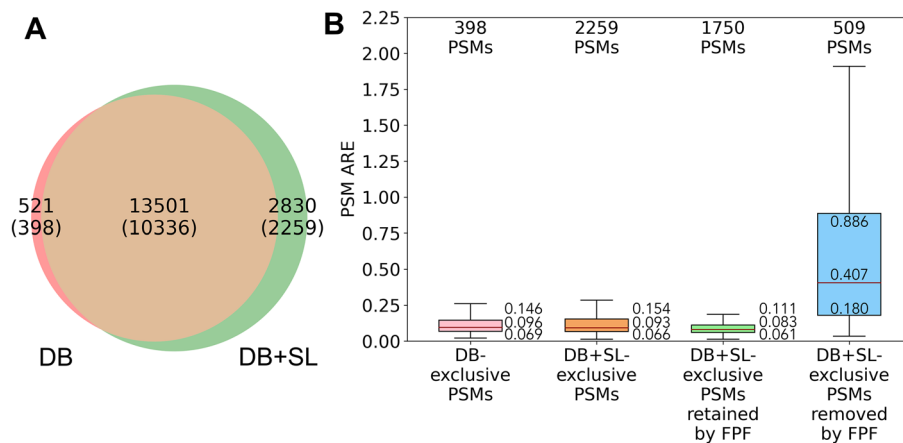 A
521
(398)
13501
(10336)
2830
(2259)
DB
DB+SL
B
PSM ARE
2.25
2.00
1.75
1.50
1.25
1.00
0.75
0.50
0.25
0.00
398
PSMs
2259
PSMs
1750
PSMs
509
PSMs
0.146
0.096
0.069
0.154
0.093
0.066
0.111
0.083
0.061
0.886
0.407
0.180
DB-
exclusive
PSMs
DB+SL-
exclusive
PSMs
DB+SL-
exclusive
PSMs
retained
by FPF
DB+SL-
exclusive
PSMs
removed
by FPF